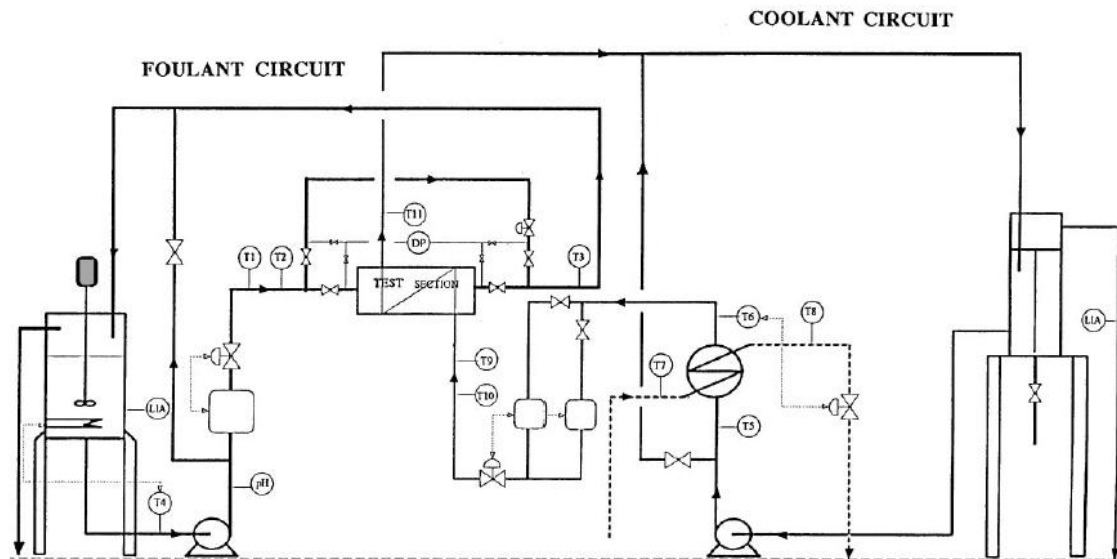 COOLANT CIRCUIT
FOULANT CIRCUIT
T11
DP
T1
T2
T3
TEST SECTION
T6
T8
LIA
T9
T7
T10
LIA
T5
pH
T4